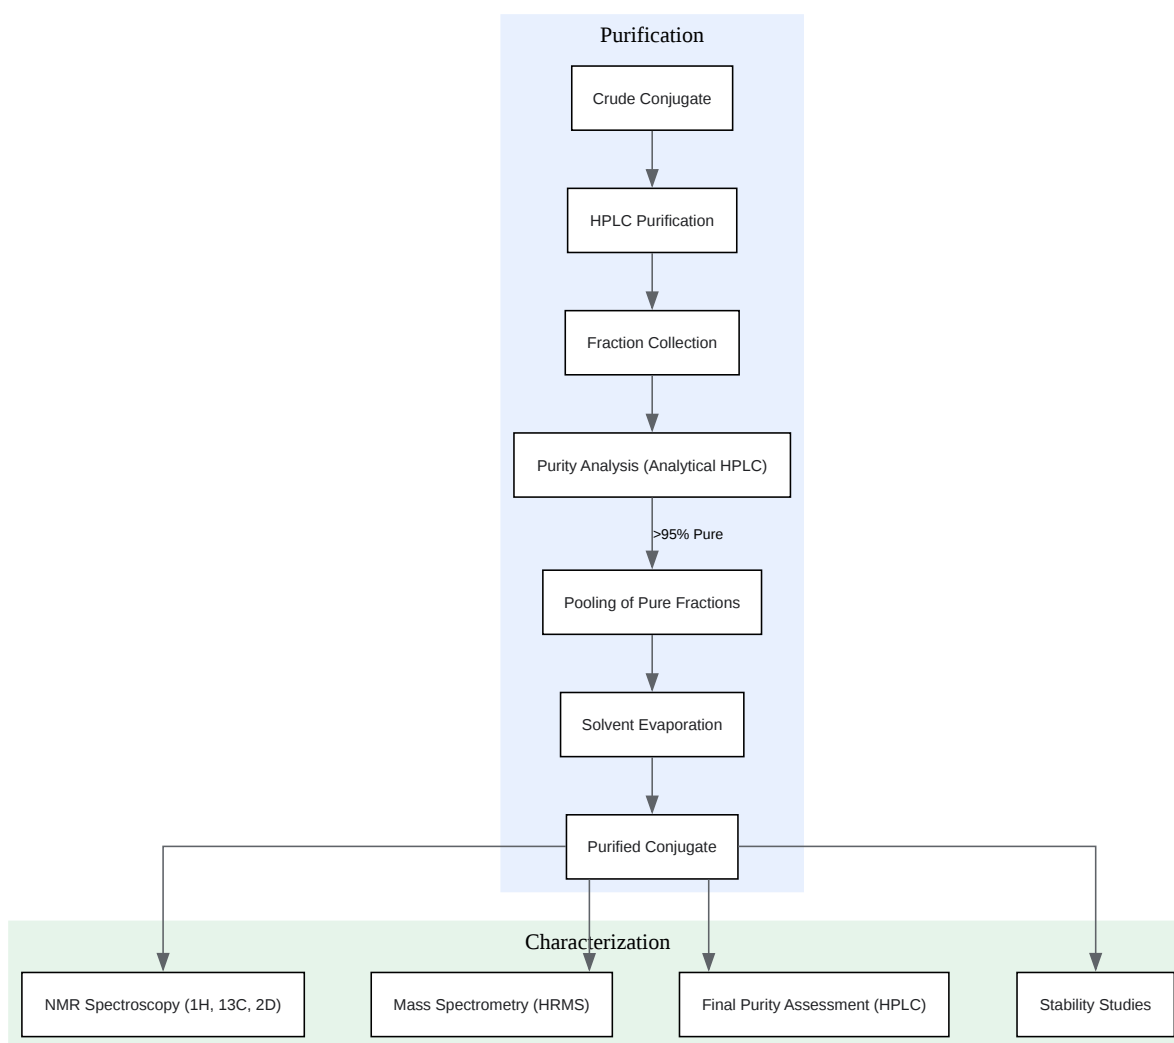 Purification
Crude Conjugate
HPLC Purification
Fraction Collection
Purity Analysis (Analytical HPLC)
>95% Pure
Pooling of Pure Fractions
Solvent Evaporation
Purified Conjugate
Characterization
NMR Spectroscopy (1H, 13C, 2D)
Mass Spectrometry (HRMS)
Final Purity Assessment (HPLC)
Stability Studies